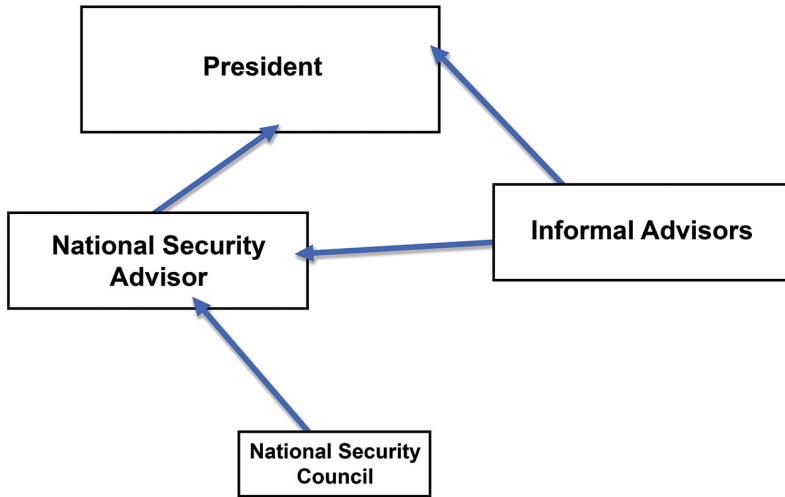 President
Informal Advisors
National Security
Advisor
National Security
Council